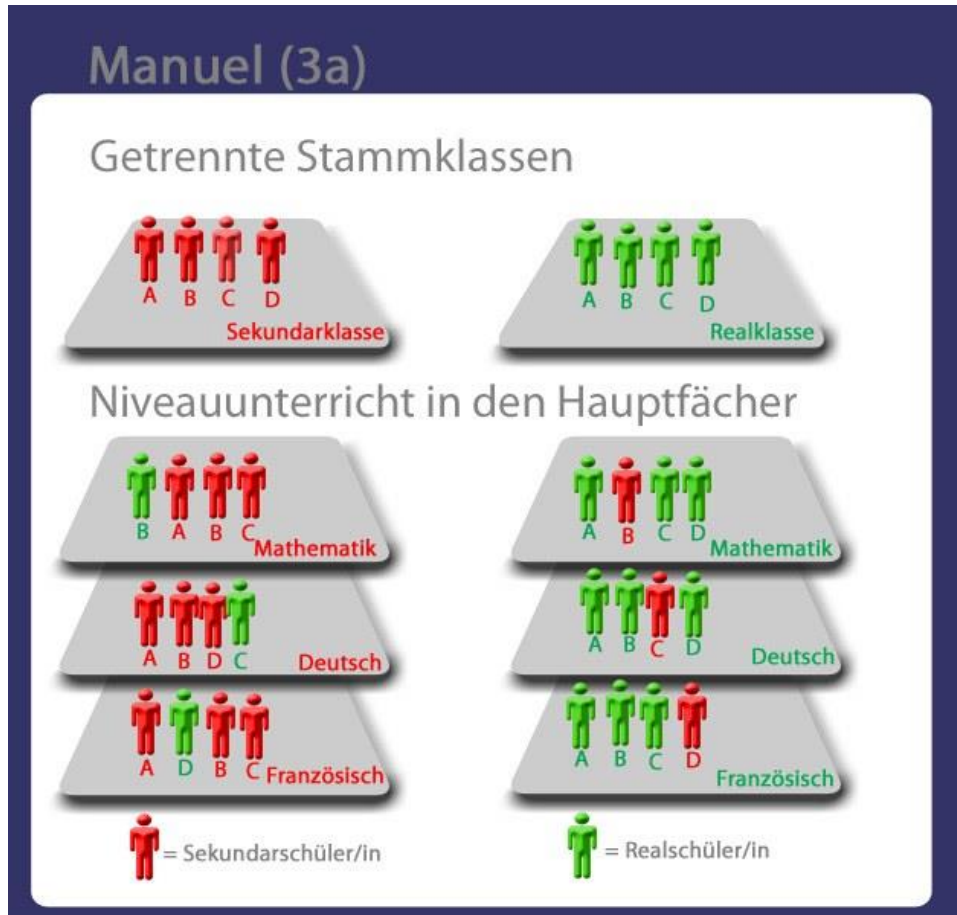 Manuel (3a)
Getrennte Stammklassen
A B C D
Sekundarklasse
A B C D
Realklasse
Niveauunterricht in den Hauptfächer
B A B C
Mathematik
A B C D
Mathematik
A B D C
Deutsch
A B C D
Deutsch
A D B C
Französisch
A B C D
Französisch
= Sekundarschüler/in
= Realschüler/in